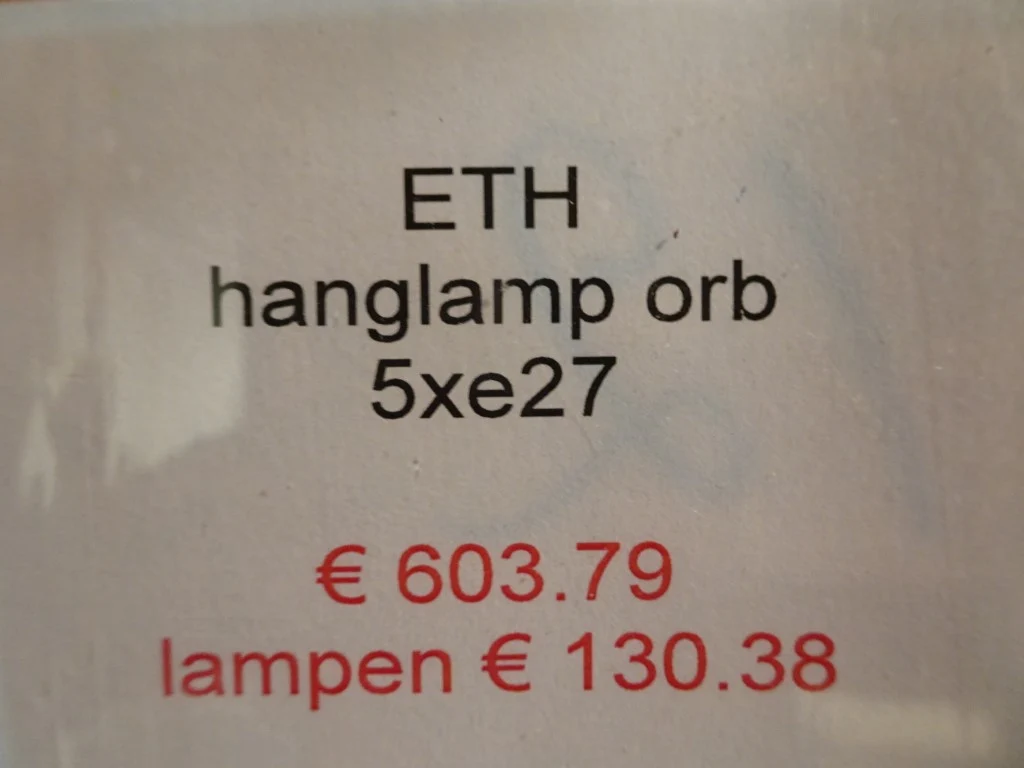 ETH
hanglamp orb
5xe27
€ 603.79
lampen € 130.38